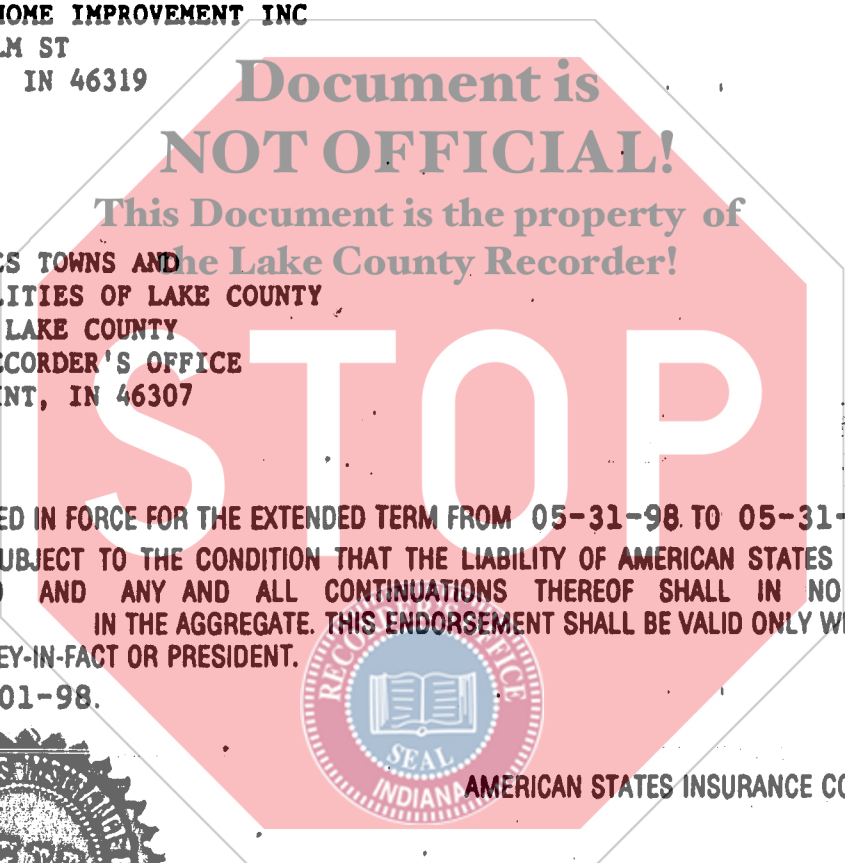 HOME IMPROVEMENT INC
LM ST
IN 46319
Document is
NOT OFFICIAL!
This Document is the property of
the Lake County Recorder!
ES TOWNS AND
LITIES OF LAKE COUNTY
LAKE COUNTY
ECORDER'S OFFICE
INT, IN 46307
STOP
ED IN FORCE FOR THE EXTENDED TERM FROM 05-31-98 TO 05-31-
UBJECT TO THE CONDITION THAT THE LIABILITY OF AMERICAN STATES
AND ANY AND ALL CONTINUATIONS THEREOF SHALL IN NO
IN THE AGGREGATE. THIS ENDORSEMENT SHALL BE VALID ONLY W
EY-IN-FACT OR PRESIDENT.
01-98.
RECORDER'S OFFICE
SEAL
INDIANA
AMERICAN STATES INSURANCE CO